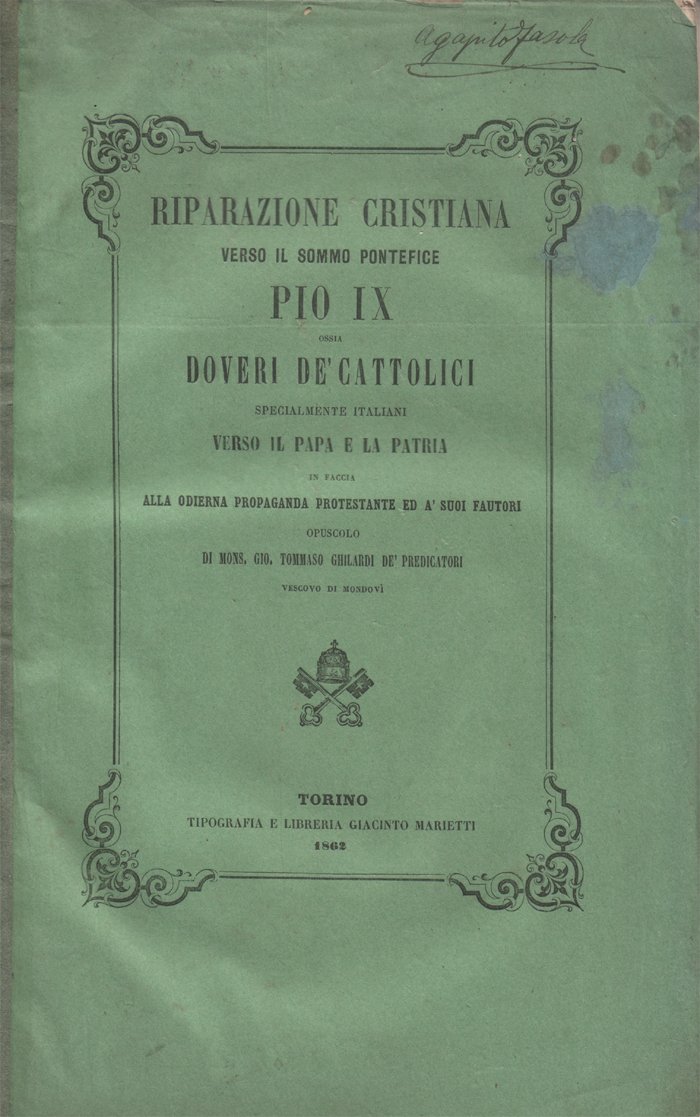 Agapito Fasola
RIPARAZIONE CRISTIANA
VERSO IL SOMMO PONTEFICE
PIO IX
OSSIA
DOVERI DE' CATTOLICI
SPECIALMENTE ITALIANI
VERSO IL PAPA E LA PATRIA
IN FACCIA
ALLA ODIERNA PROPAGANDA PROTESTANTE ED A' SUOI FAUTORI
OPUSCOLO
DI MONS. GIO. TOMMASO GHILARDI DE' PREDICATORI
VESCOVO DI MONDOVÌ
TORINO
TIPOGRAFIA E LIBRERIA GIACINTO MARIETTI
1862